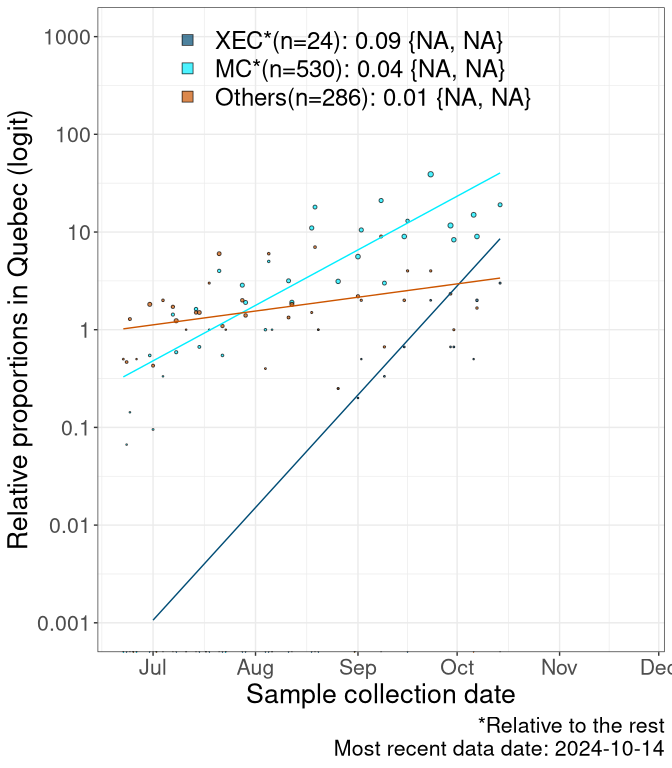 XEC*(n=24): 0.09 {NA, NA}
MC*(n=530): 0.04 {NA, NA}
Others(n=286): 0.01 {NA, NA}
Relative proportions in Quebec (logit)
1000
100
10
1
0.1
0.01
0.001
Jul Aug Sep Oct Nov Dec
Sample collection date
*Relative to the rest
Most recent data date: 2024-10-14